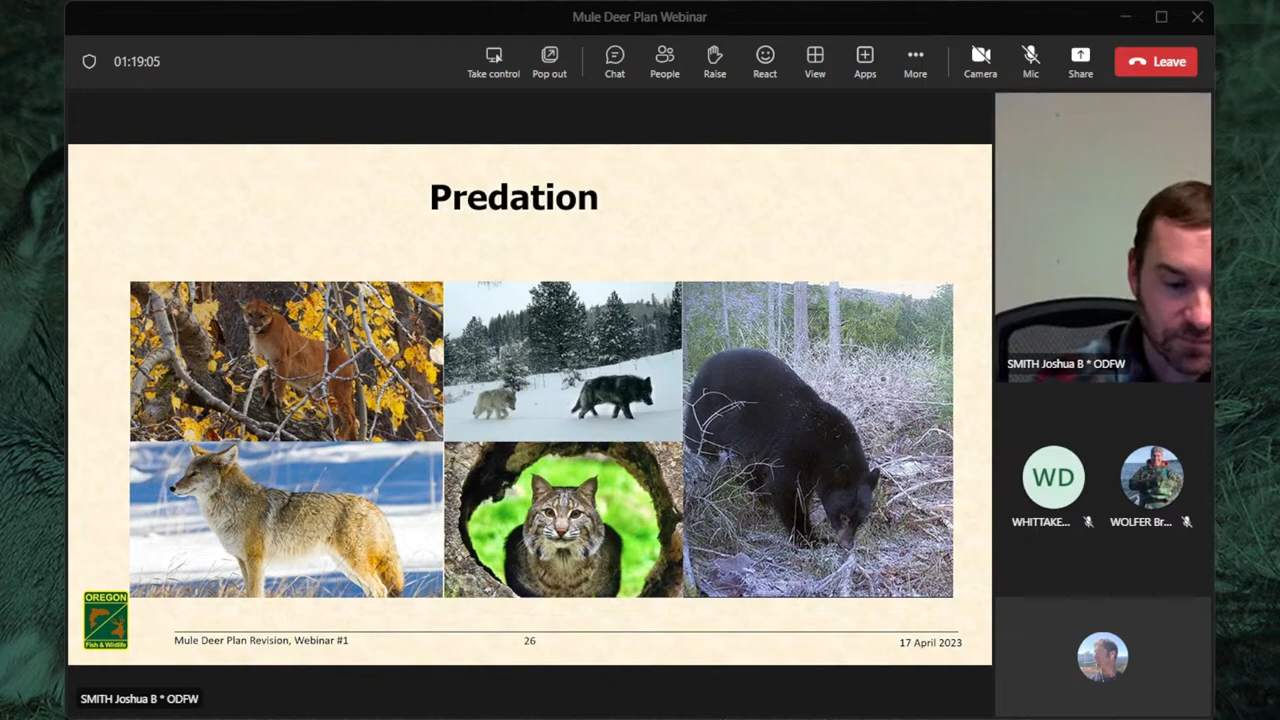 Mule Deer Plan Webinar
01:19:05
Take control
Pop out
Chat
People
Raise
React
View
Apps
More
Camera
Mic
Share
Leave
Predation
SMITH Joshua B * ODFW
WD
WHITTAKE...
WOLFER Br...
OREGON
Fish & Wildlife
Mule Deer Plan Revision, Webinar #1
26
17 April 2023
SMITH Joshua B * ODFW